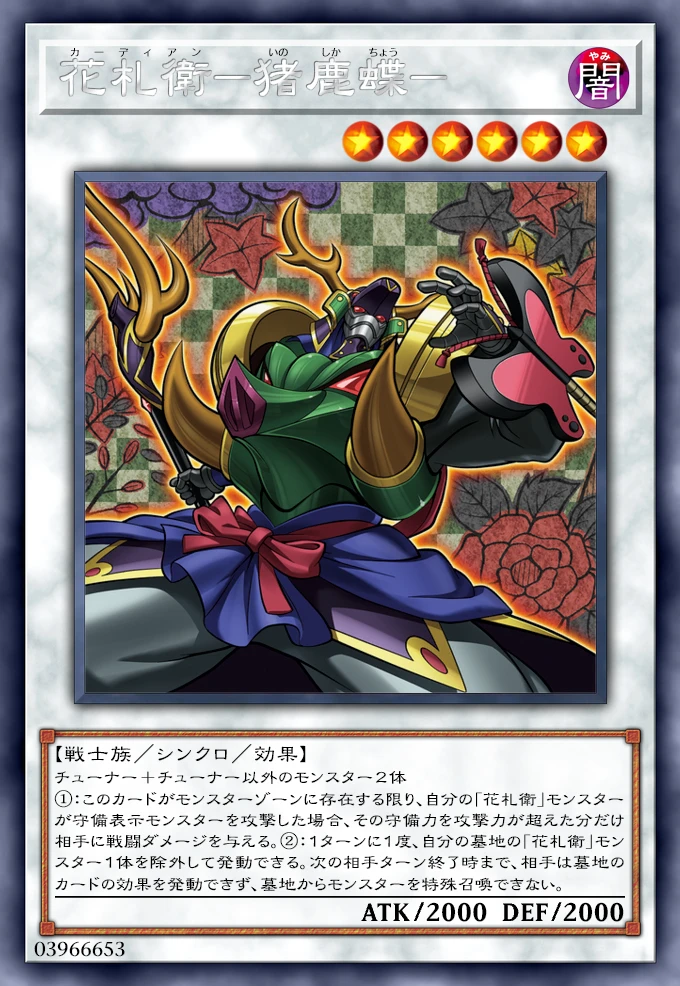 カーディアン いの しか ちょう
花札衛－猪鹿蝶－
やみ
闇
【戦士族／シンクロ／効果】
チューナー＋チューナー以外のモンスター２体
①：このカードがモンスターゾーンに存在する限り、自分の「花札衛」モンスター
が守備表示モンスターを攻撃した場合、その守備力を攻撃力が超えた分だけ
相手に戦闘ダメージを与える。②：１ターンに１度、自分の墓地の「花札衛」モン
スター１体を除外して発動できる。次の相手ターン終了時まで、相手は墓地の
カードの効果を発動できず、墓地からモンスターを特殊召喚できない。
ATK/2000 DEF/2000
03966653